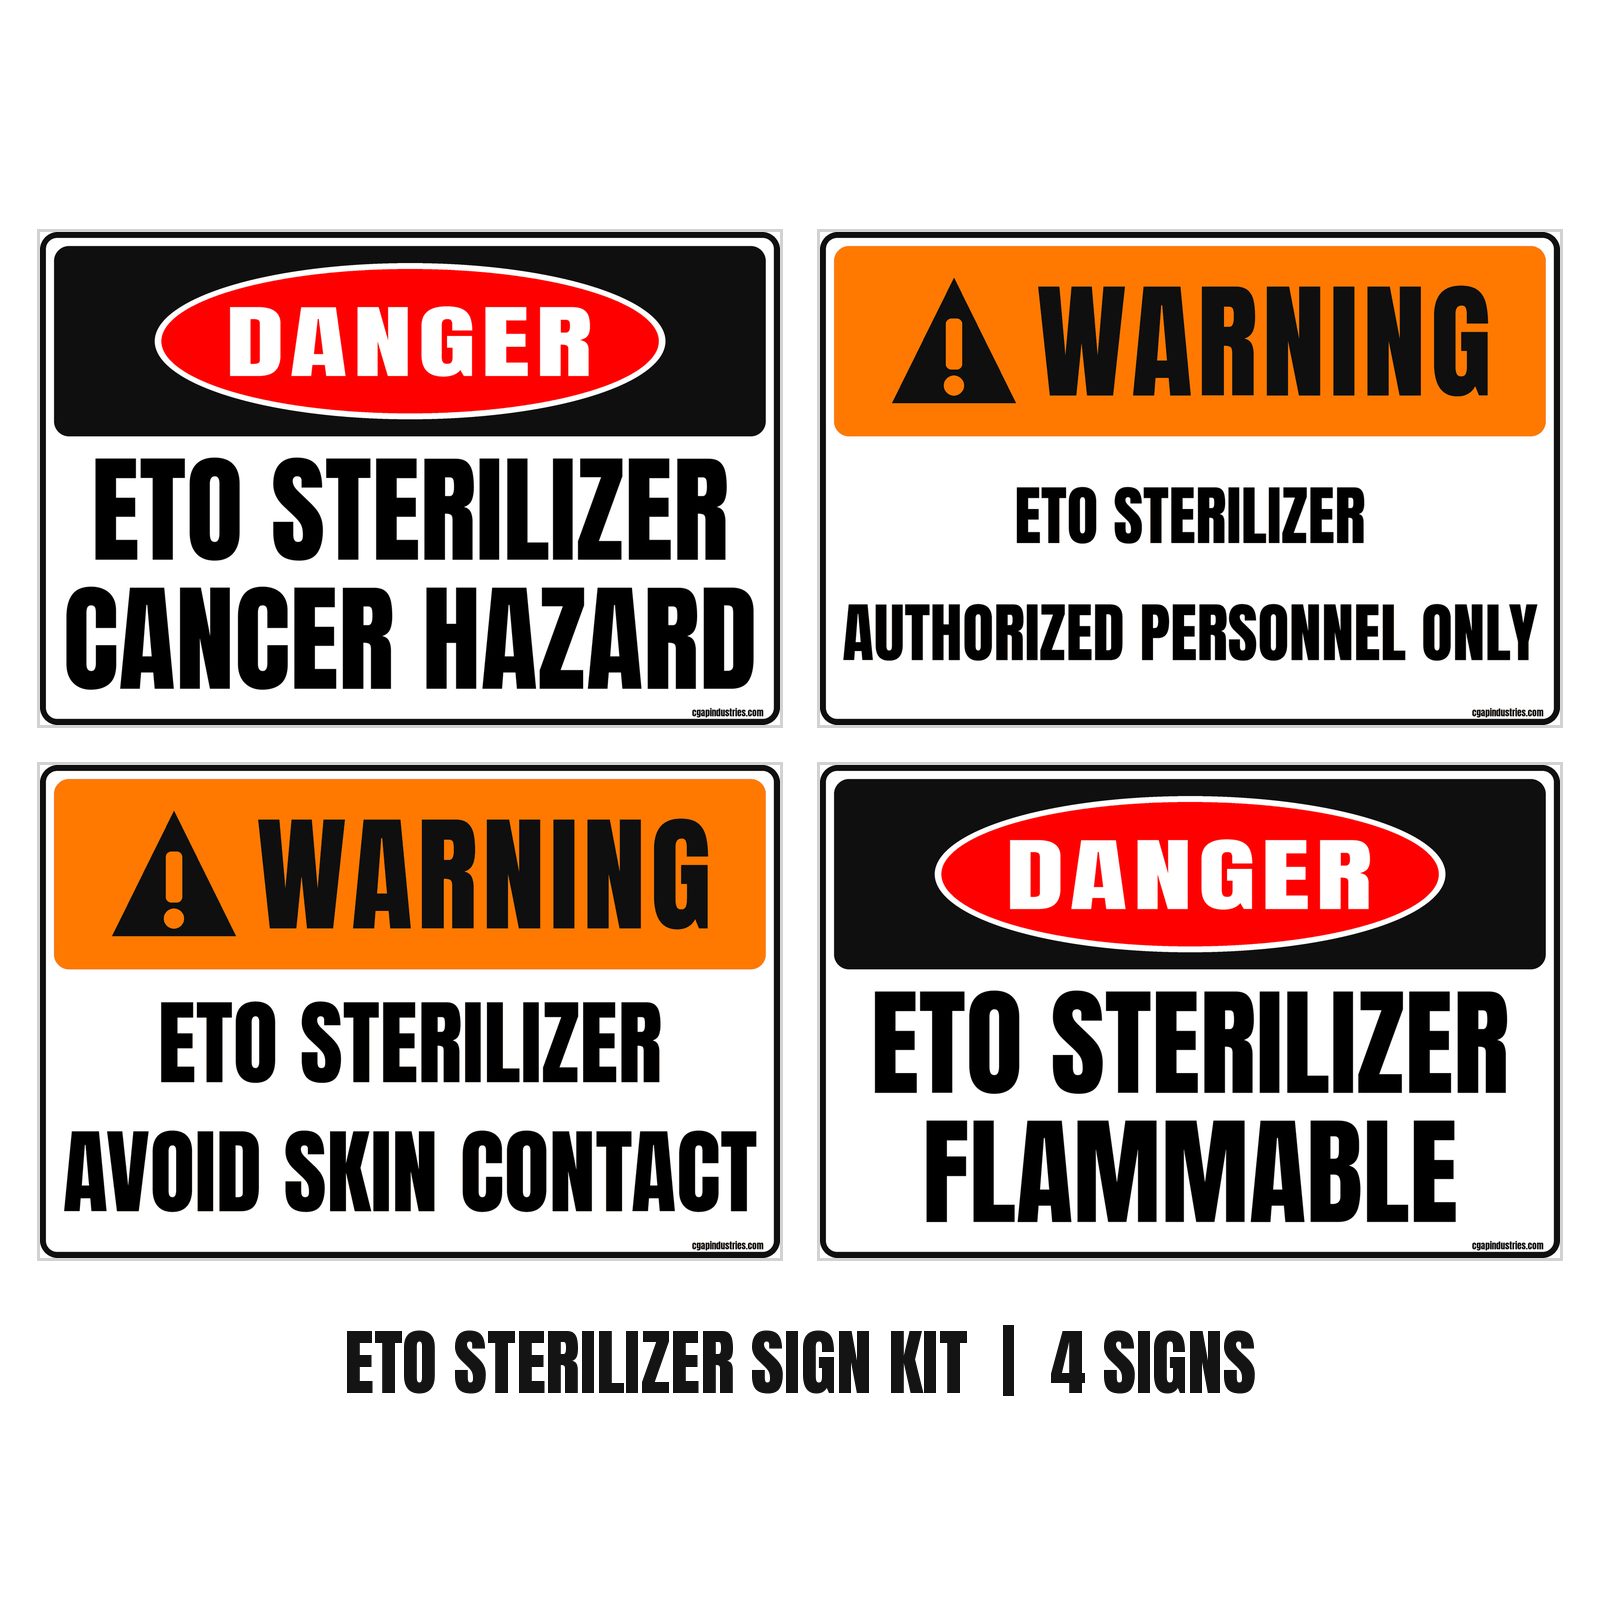 DANGER
ETO STERILIZER
CANCER HAZARD
cgapindustries.com
WARNING
ETO STERILIZER
AUTHORIZED PERSONNEL ONLY
cgapindustries.com
WARNING
ETO STERILIZER
AVOID SKIN CONTACT
cgapindustries.com
DANGER
ETO STERILIZER
FLAMMABLE
cgapindustries.com
ETO STERILIZER SIGN KIT | 4 SIGNS